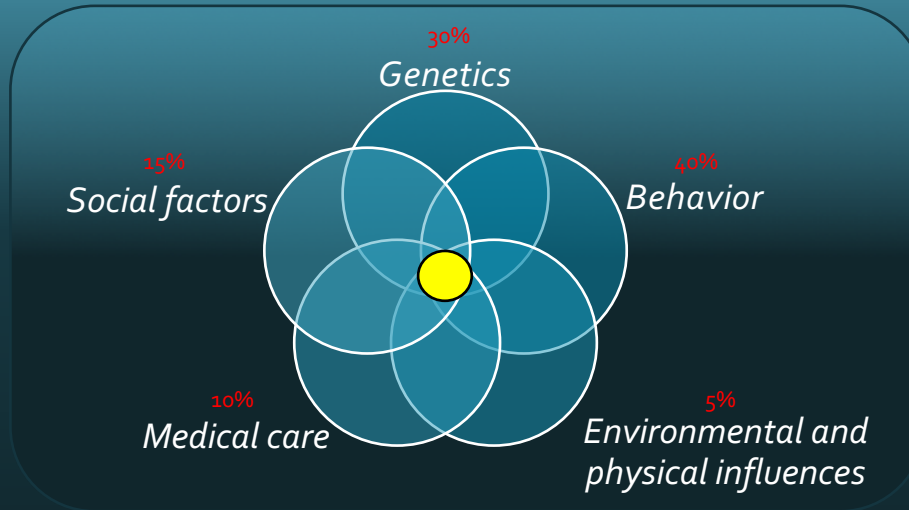 30%
Genetics
15%
Social factors
40%
Behavior
10%
Medical care
5%
Environmental and
physical influences